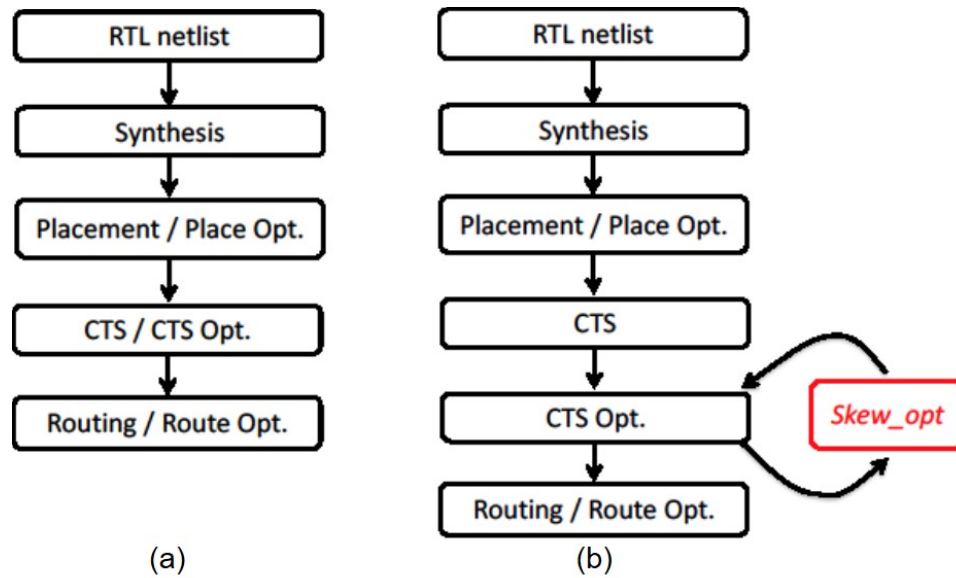 RTL netlist
Synthesis
Placement / Place Opt.
CTS / CTS Opt.
Routing / Route Opt.
(a)
RTL netlist
Synthesis
Placement / Place Opt.
CTS
CTS Opt.
Skew_opt
Routing / Route Opt.
(b)